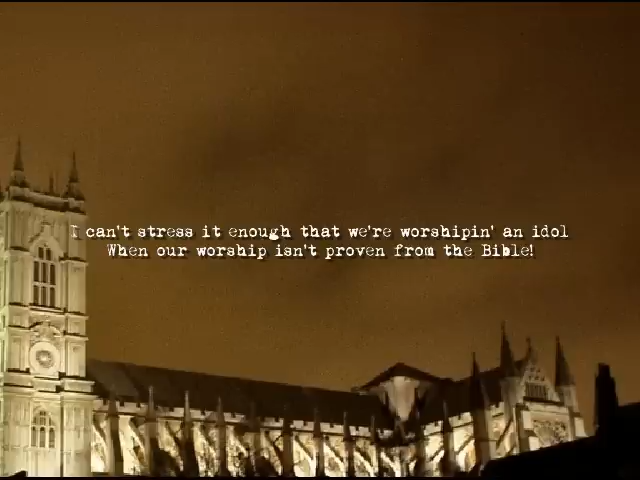 I can't stress it enough that we're worshipin' an idol
When our worship isn't proven from the Bible!